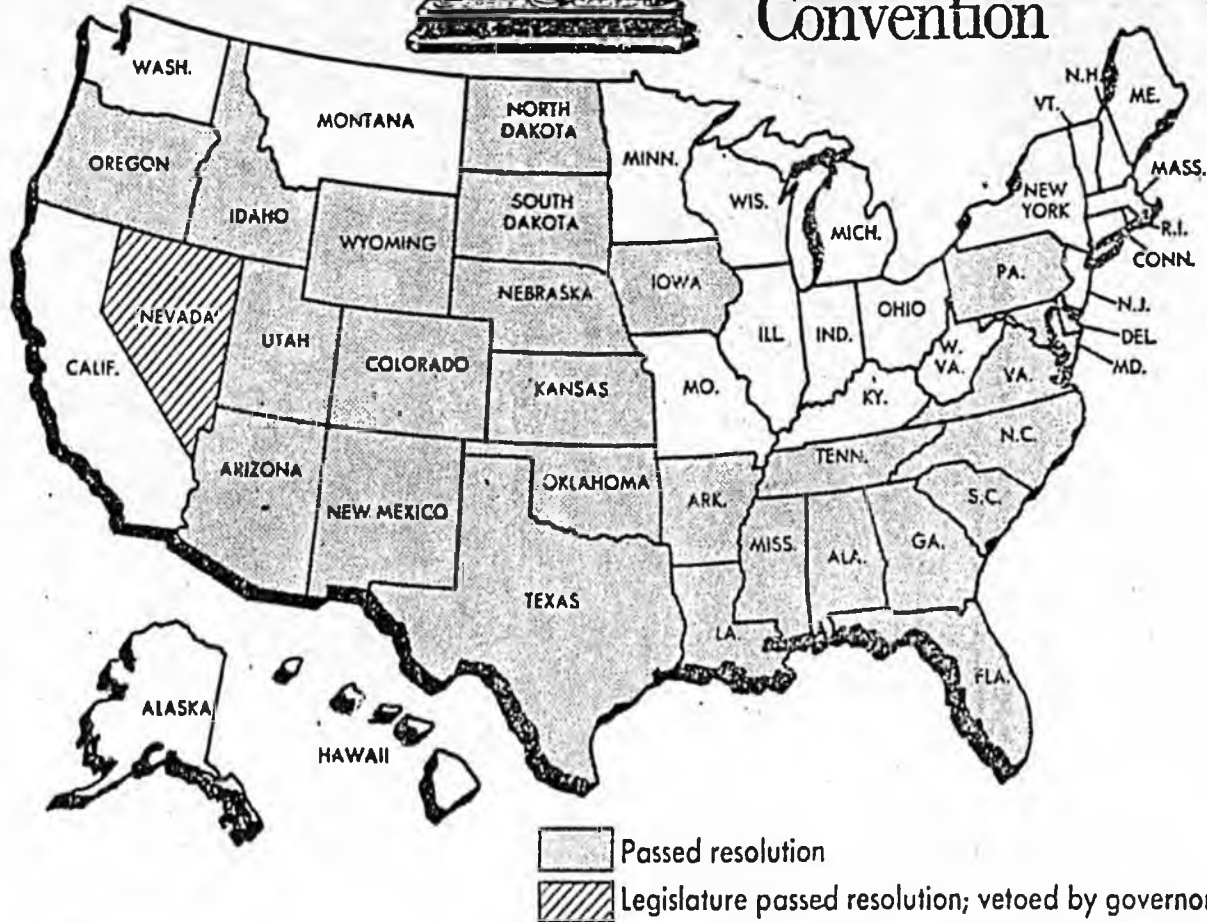 Convention
WASH.
MONTANA
NORTH
DAKOTA
MINN.
N.H.
VT.
ME.
OREGON
IDAHO
WYOMING
SOUTH
DAKOTA
WIS.
MICH.
NEW
YORK
MASS.
R.I.
CONN.
NEVADA
UTAH
COLORADO
NEBRASKA
IOWA
ILL.
IND.
OHIO
PA.
N.J.
DEL.
MD.
W.
VA.
VA.
CALIF.
KANSAS
MO.
KY.
ARIZONA
NEW MEXICO
OKLAHOMA
ARK.
TENN.
N.C.
S.C.
TEXAS
LA.
MISS.
ALA.
GA.
FLA.
ALASKA
HAWAII
Passed resolution
Legislature passed resolution; vetoed by governor